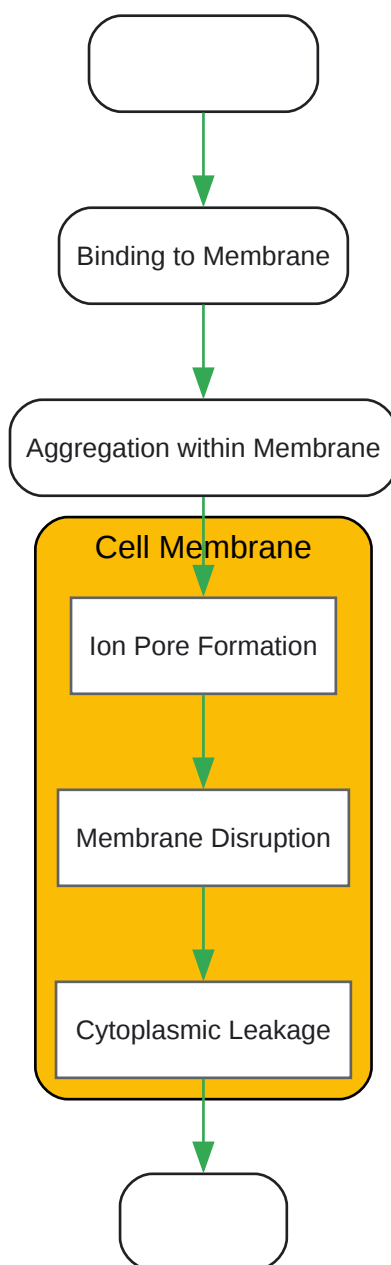 Binding to Membrane
Aggregation within Membrane
Cell Membrane
Ion Pore Formation
Membrane Disruption
Cytoplasmic Leakage